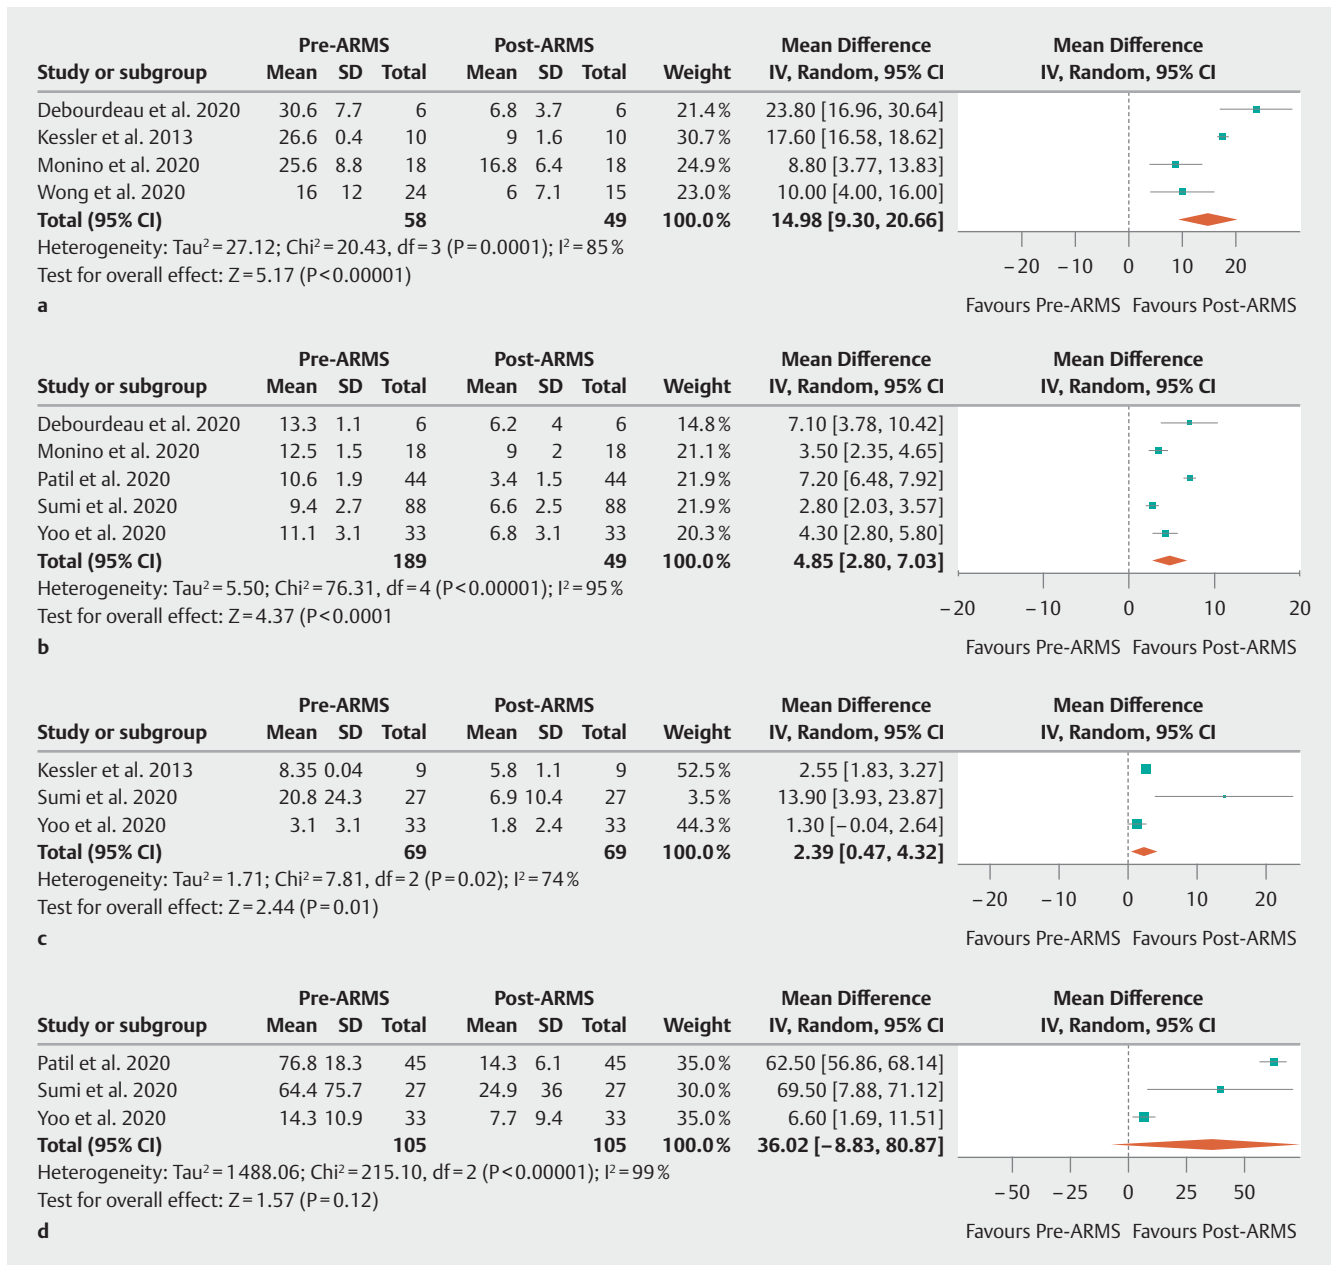 Pre-ARMS Post-ARMS Mean Difference Mean Difference
Study or subgroup Mean SD Total Mean SD Total Weight IV, Random, 95% CI IV, Random, 95% CI
Debourdeau et al. 2020 30.6 7.7 6 6.8 3.7 6 21.4% 23.80 [16.96, 30.64]
Kessler et al. 2013 26.6 0.4 10 9 1.6 10 30.7% 17.60 [16.58, 18.62]
Monino et al. 2020 25.6 8.8 18 16.8 6.4 18 24.9% 8.80 [3.77, 13.83]
Wong et al. 2020 16 12 24 6 7.1 15 23.0% 10.00 [4.00, 16.00]
Total (95% CI) 58 49 100.0% 14.98 [9.30, 20.66]
Heterogeneity: Tau²=27.12; Chi²=20.43, df=3 (P=0.0001); I²=85%
Test for overall effect: Z=5.17 (P<0.00001)
−20 −10 0 10 20
a
Favours Pre-ARMS Favours Post-ARMS
Pre-ARMS Post-ARMS Mean Difference Mean Difference
Study or subgroup Mean SD Total Mean SD Total Weight IV, Random, 95% CI IV, Random, 95% CI
Debourdeau et al. 2020 13.3 1.1 6 6.2 4 6 14.8% 7.10 [3.78, 10.42]
Monino et al. 2020 12.5 1.5 18 9 2 18 21.1% 3.50 [2.35, 4.65]
Patil et al. 2020 10.6 1.9 44 3.4 1.5 44 21.9% 7.20 [6.48, 7.92]
Sumi et al. 2020 9.4 2.7 88 6.6 2.5 88 21.9% 2.80 [2.03, 3.57]
Yoo et al. 2020 11.1 3.1 33 6.8 3.1 33 20.3% 4.30 [2.80, 5.80]
Total (95% CI) 189 49 100.0% 4.85 [2.80, 7.03]
Heterogeneity: Tau²=5.50; Chi²=76.31, df=4 (P<0.00001); I²=95%
Test for overall effect: Z=4.37 (P<0.0001
−20 −10 0 10 20
b
Favours Pre-ARMS Favours Post-ARMS
Pre-ARMS Post-ARMS Mean Difference Mean Difference
Study or subgroup Mean SD Total Mean SD Total Weight IV, Random, 95% CI IV, Random, 95% CI
Kessler et al. 2013 8.35 0.04 9 5.8 1.1 9 52.5% 2.55 [1.83, 3.27]
Sumi et al. 2020 20.8 24.3 27 6.9 10.4 27 3.5% 13.90 [3.93, 23.87]
Yoo et al. 2020 3.1 3.1 33 1.8 2.4 33 44.3% 1.30 [−0.04, 2.64]
Total (95% CI) 69 69 100.0% 2.39 [0.47, 4.32]
Heterogeneity: Tau²=1.71; Chi²=7.81, df=2 (P=0.02); I²=74%
Test for overall effect: Z=2.44 (P=0.01)
−20 −10 0 10 20
c
Favours Pre-ARMS Favours Post-ARMS
Pre-ARMS Post-ARMS Mean Difference Mean Difference
Study or subgroup Mean SD Total Mean SD Total Weight IV, Random, 95% CI IV, Random, 95% CI
Patil et al. 2020 76.8 18.3 45 14.3 6.1 45 35.0% 62.50 [56.86, 68.14]
Sumi et al. 2020 64.4 75.7 27 24.9 36 27 30.0% 69.50 [7.88, 71.12]
Yoo et al. 2020 14.3 10.9 33 7.7 9.4 33 35.0% 6.60 [1.69, 11.51]
Total (95% CI) 105 105 100.0% 36.02 [−8.83, 80.87]
Heterogeneity: Tau²=1488.06; Chi²=215.10, df=2 (P<0.00001); I²=99%
Test for overall effect: Z=1.57 (P=0.12)
−50 −25 0 25 50
d
Favours Pre-ARMS Favours Post-ARMS